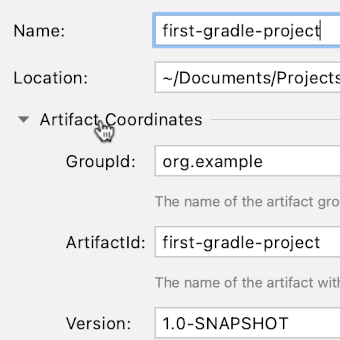 Name: first-gradle-project
Location: ~/Documents/Projects
Artifact Coordinates
GroupId: org.example
The name of the artifact gro
ArtifactId: first-gradle-project
The name of the artifact wit
Version: 1.0-SNAPSHOT